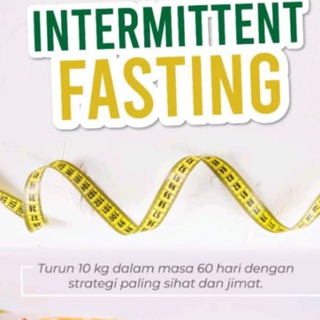 INTERMITTENT
FASTING
Turun 10 kg dalam masa 60 hari dengan
strategi paling sihat dan jimat.